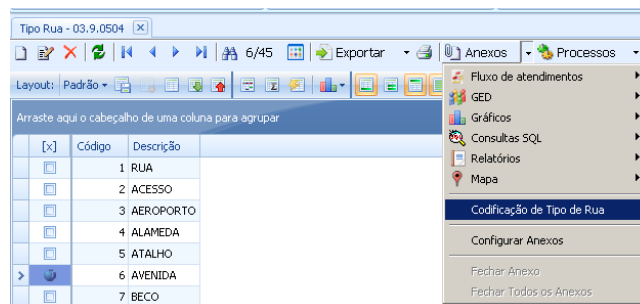 Tipo Rua - 03.9.0504
6/45 Exportar Anexos Processos
Layout: Padrão
Arraste aqui o cabeçalho de uma coluna para agrupar
[x] Código Descrição
1 RUA
2 ACESSO
3 AEROPORTO
4 ALAMEDA
5 ATALHO
6 AVENIDA
7 BECO
Fluxo de atendimentos
GED
Gráficos
Consultas SQL
Relatórios
Mapa
Codificação de Tipo de Rua
Configurar Anexos
Fechar Anexo
Fechar Todos os Anexos